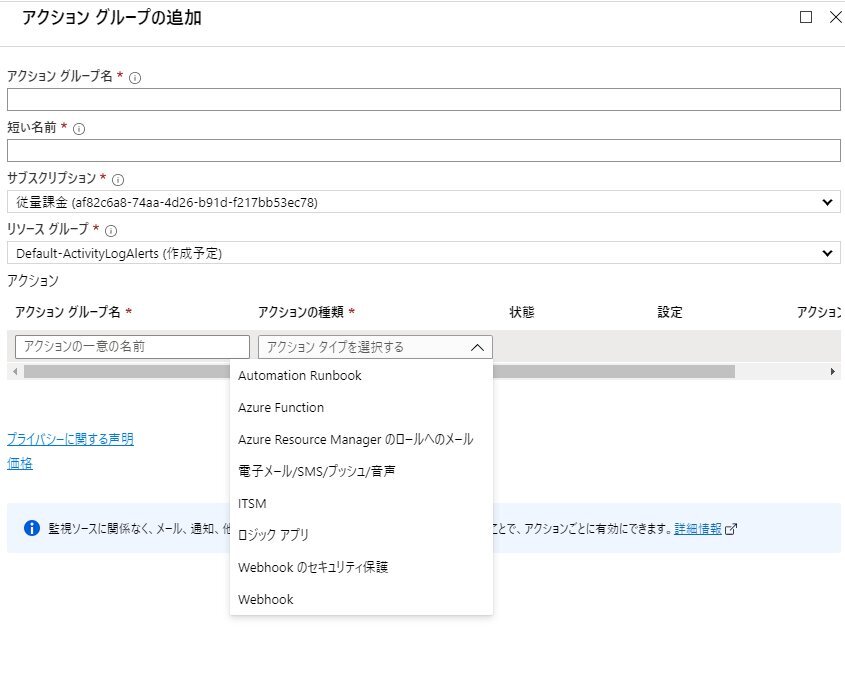 アクション グループの追加
アクション グループ名 *
短い名前 *
サブスクリプション *
従量課金 (af82c6a8-74aa-4d26-b91d-f217bb53ec78)
リソース グループ *
Default-ActivityLogAlerts (作成予定)
アクション
アクション グループ名 * アクションの種類 * 状態 設定 アクション
アクションの一意の名前 アクション タイプを選択する
Automation Runbook
Azure Function
Azure Resource Manager のロールへのメール
電子メール/SMS/プッシュ/音声
ITSM
ロジック アプリ
Webhook のセキュリティ保護
Webhook
プライバシーに関する声明
価格
監視ソースに関係なく、メール、通知、他 ことで、アクションごとに有効にできます。詳細情報